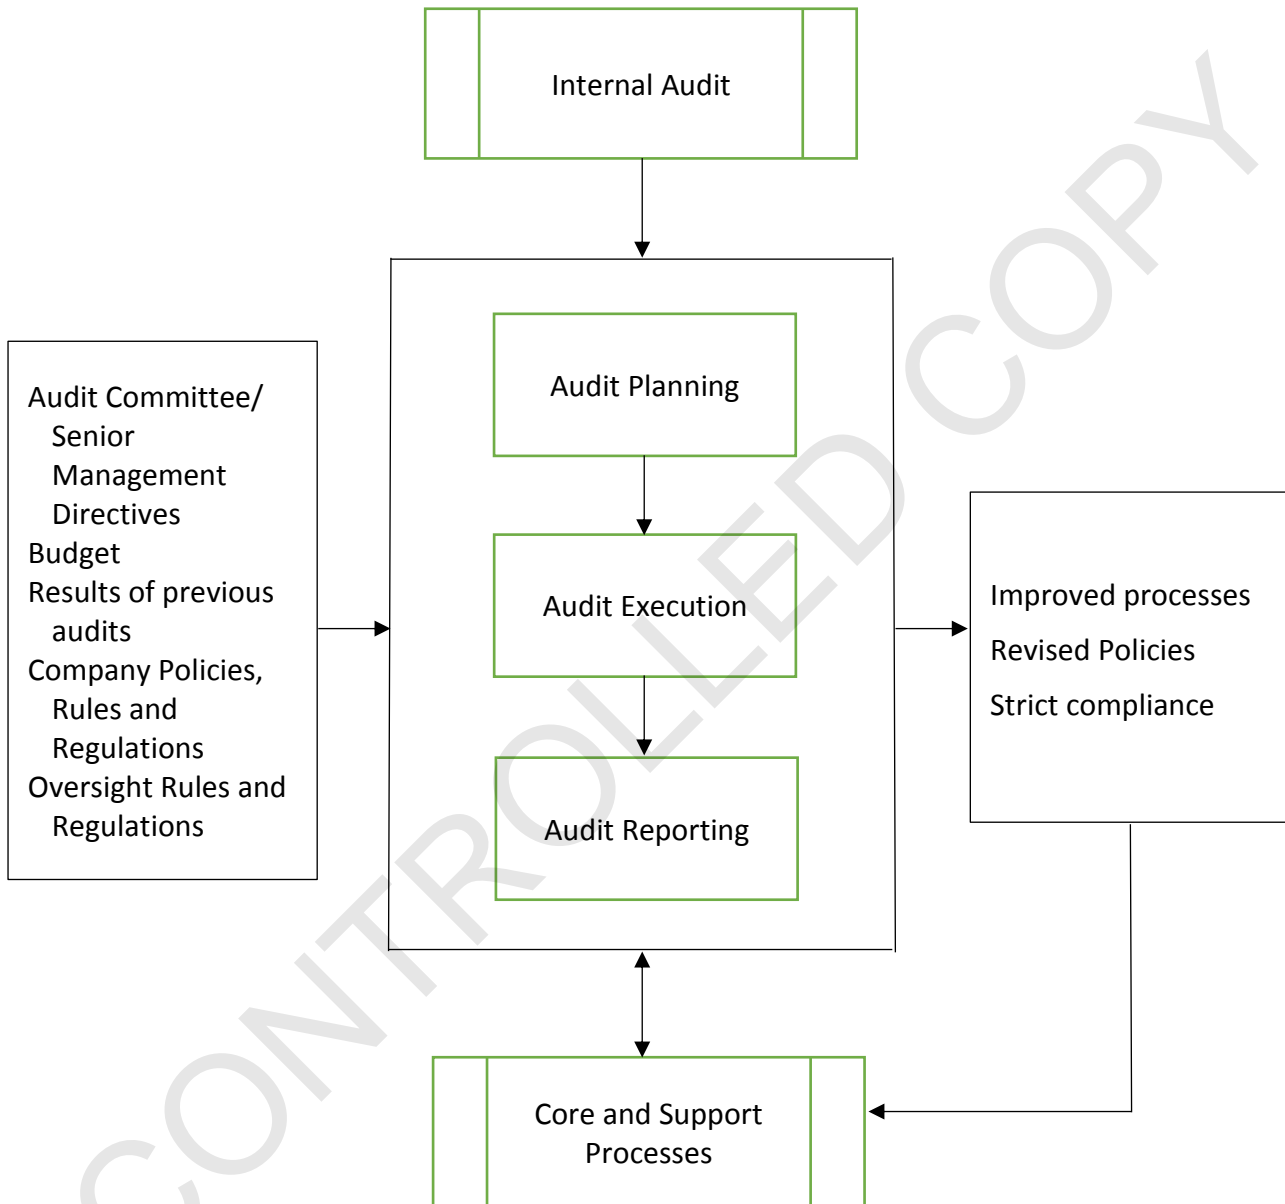 Internal Audit
Audit Planning
Audit Committee/
Senior
Management
Directives
Budget
Results of previous
audits
Company Policies,
Rules and
Regulations
Oversight Rules and
Regulations
Audit Execution
Audit Reporting
Improved processes
Revised Policies
Strict compliance
Core and Support
Processes
CONTROLLED COPY